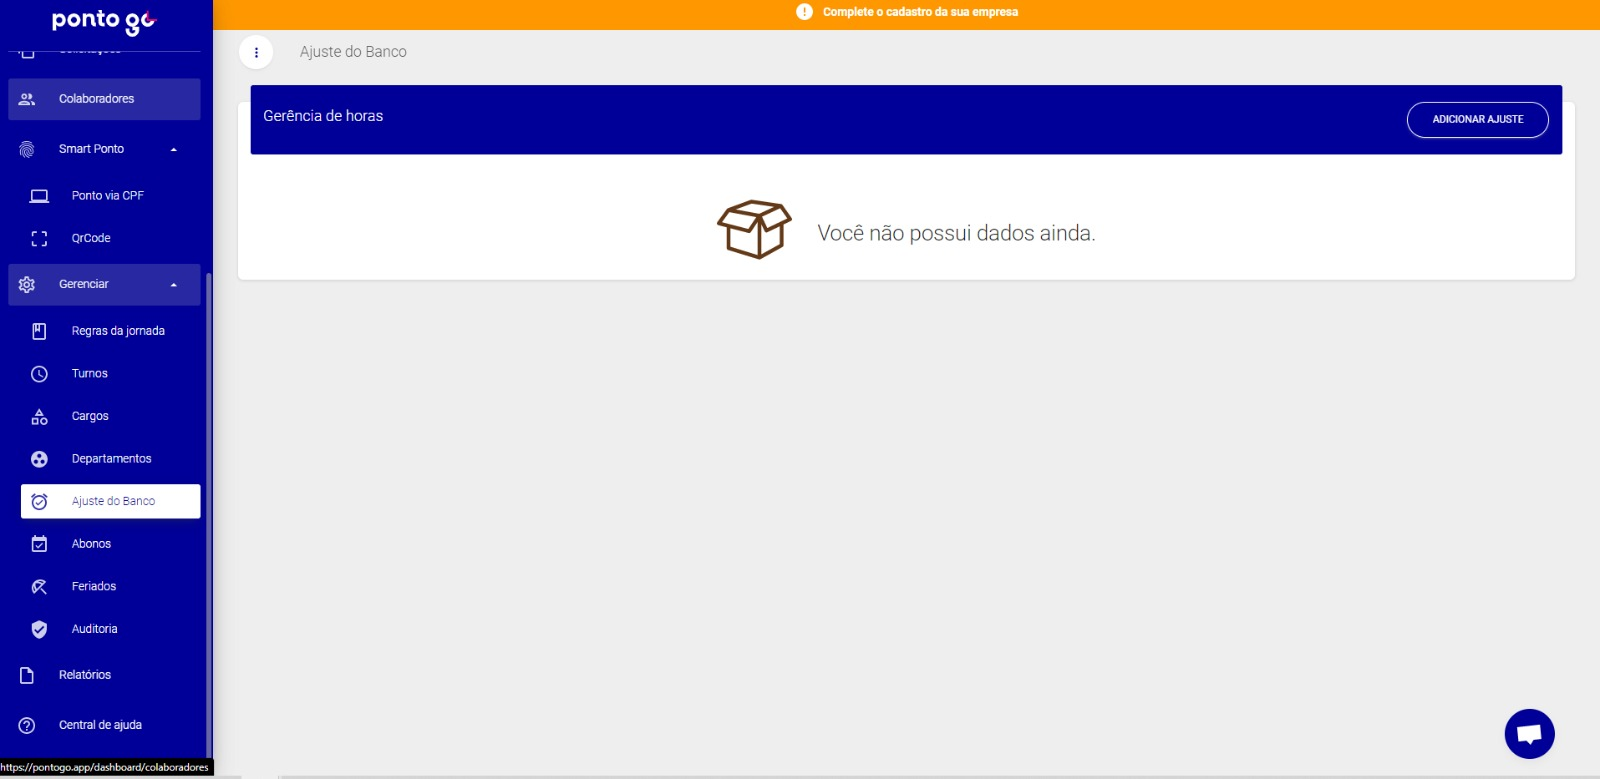 ponto go
Complete o cadastro da sua empresa
Solicitações
Ajuste do Banco
Colaboradores
Gerência de horas
ADICIONAR AJUSTE
Smart Ponto
Ponto via CPF
Você não possui dados ainda.
QrCode
Gerenciar
Regras da jornada
Turnos
Cargos
Departamentos
Ajuste do Banco
Abonos
Feriados
Auditoria
Relatórios
Central de ajuda
https://pontogo.app/dashboard/colaboradores